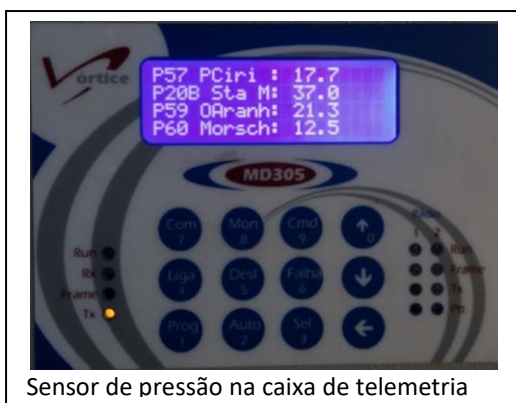 Vórtice
P57 PCiri : 17.7
P20B Sta M: 37.0
P59 OAranh: 21.3
P60 Morsch: 12.5
MD305
Com 7
Mon 8
Cmd 9
0
Rádio
1 2
Run
Rx
Frame
Tx
Liga 4
Desl 5
Falha 6
Run
Frame
Tx
Ptt
Prog 1
Auto 2
Sel 3
Sensor de pressão na caixa de telemetria